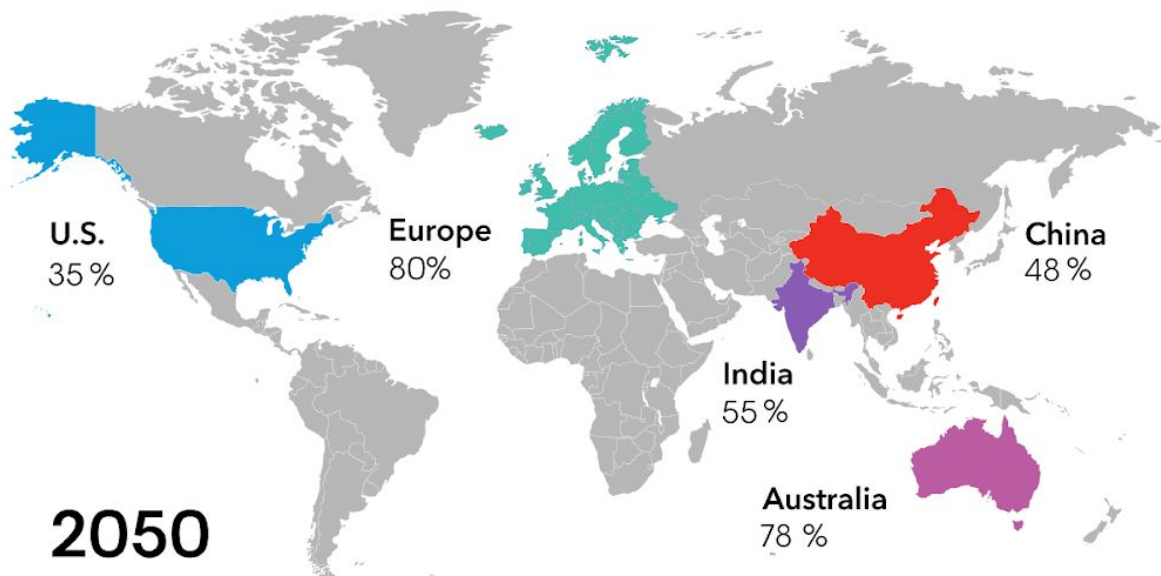 U.S.
35 %
Europe
80%
China
48 %
India
55 %
Australia
78 %
2050